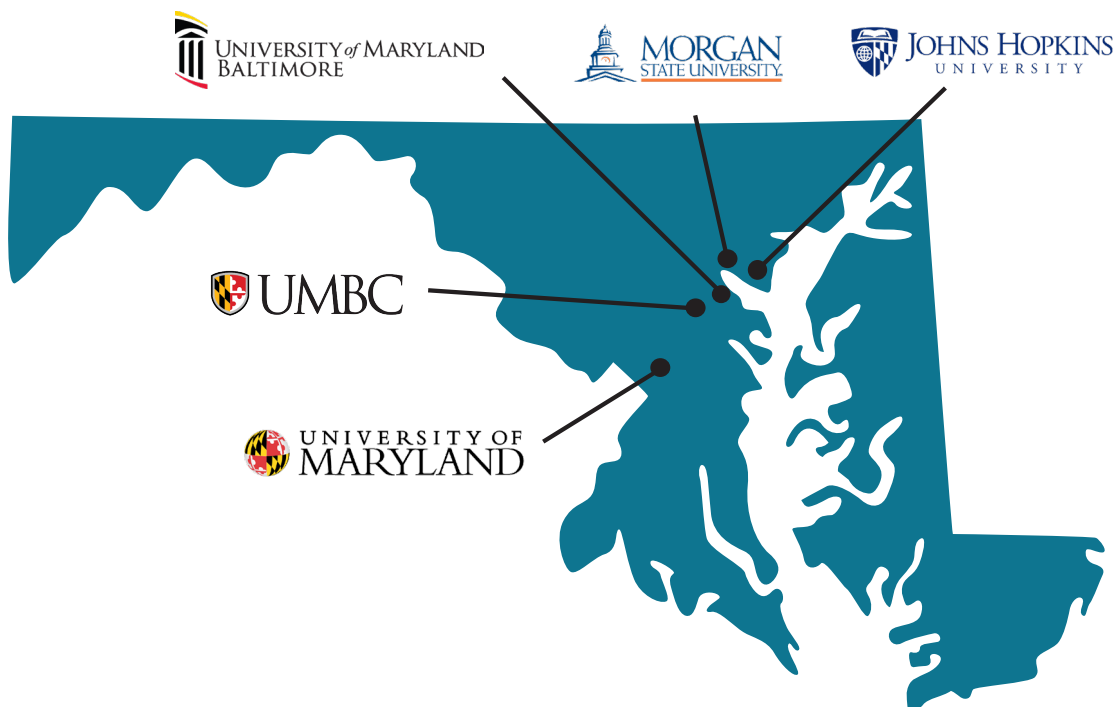 UNIVERSITY of MARYLAND
BALTIMORE
MORGAN
STATE UNIVERSITY
JOHNS HOPKINS
UNIVERSITY
UMBC
UNIVERSITY OF
MARYLAND